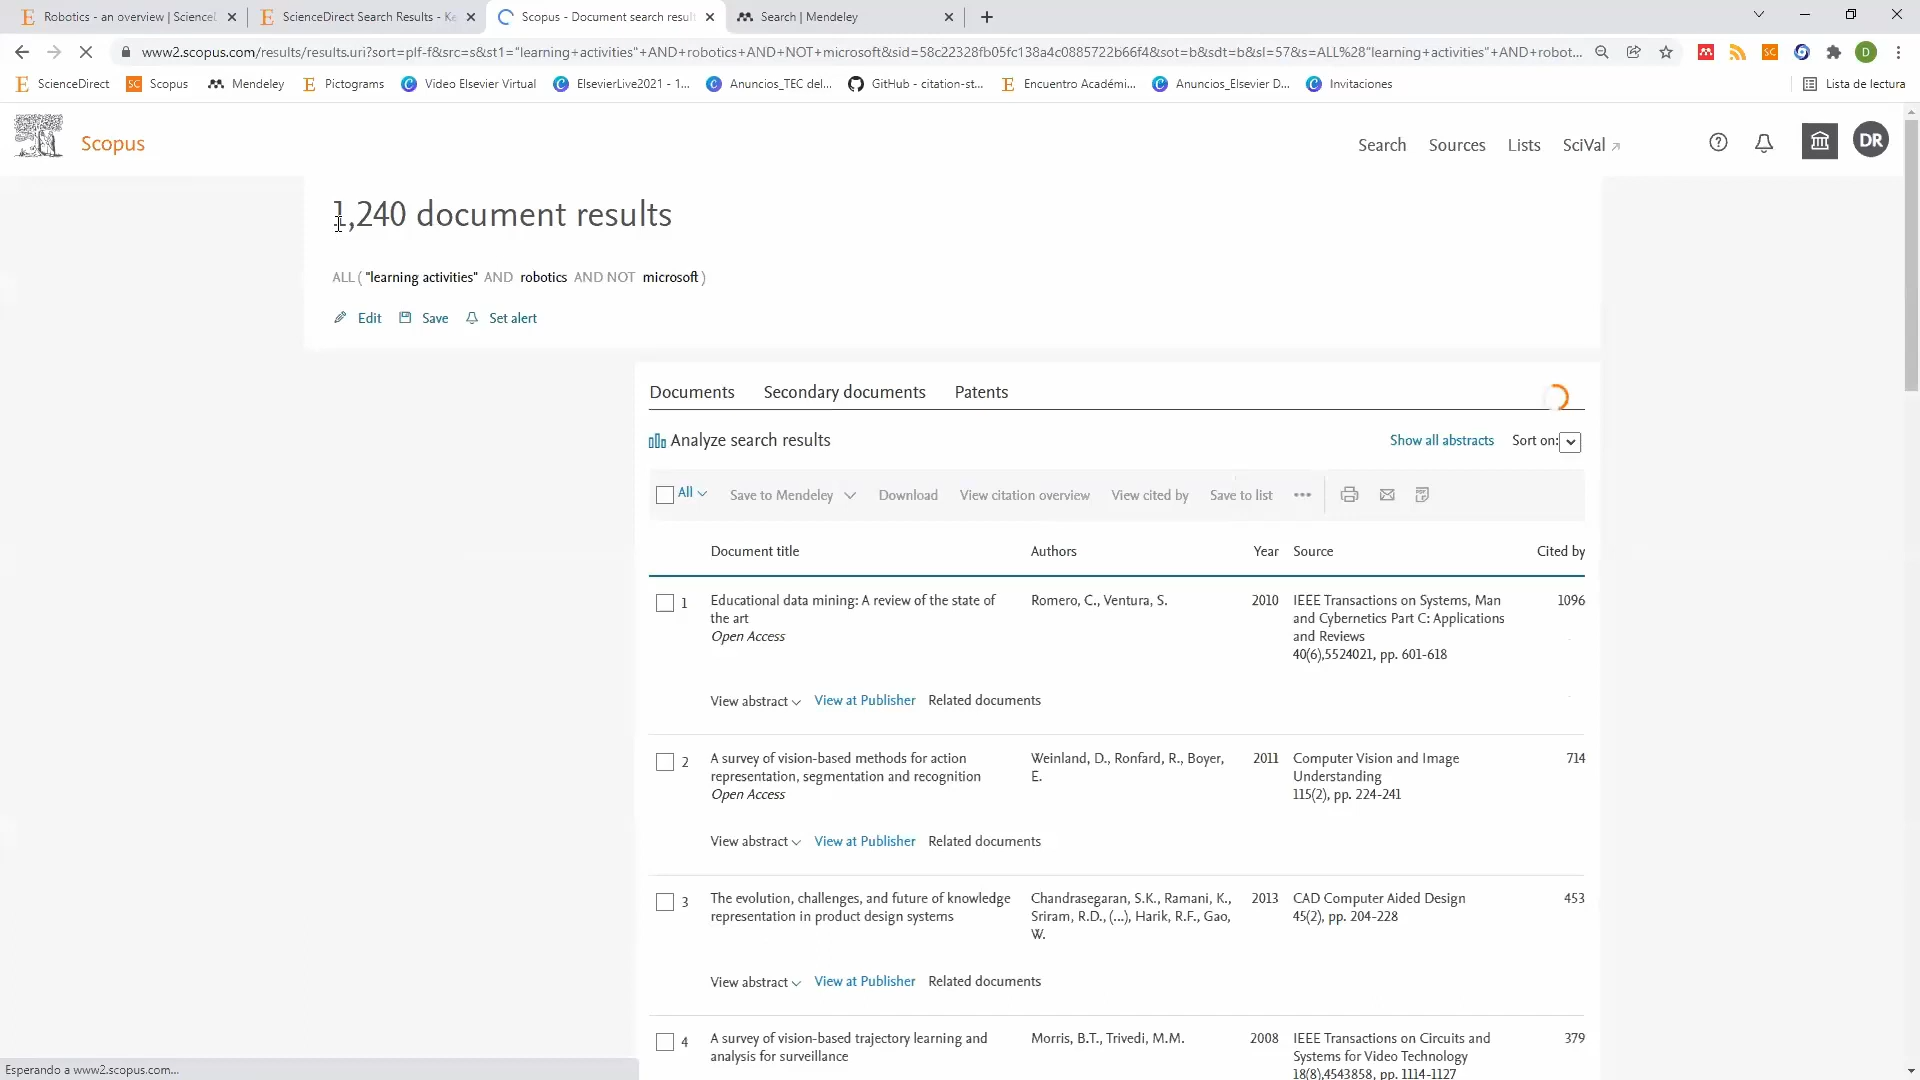 Robotics - an overview | Science
ScienceDirect Search Results - Ke
Scopus - Document search resul
Search | Mendeley
www2.scopus.com/results/results.uri?sort=plf-f&src=s&st1="learning+activities"+AND+robotics+AND+NOT+microsoft&sid=58c22328fb05fc138a4c0885722b66f4&sot=b&sdt=b&sl=57&s=ALL%28"learning+activities"+AND+robot...
ScienceDirect
Scopus
Mendeley
Pictograms
Video Elsevier Virtual
ElsevierLive2021 - 1...
Anuncios_TEC del...
GitHub - citation-st...
Encuentro Académi...
Anuncios_Elsevier D...
Invitaciones
Lista de lectura
Scopus
Search
Sources
Lists
SciVal
DR
1,240 document results
ALL ( "learning activities" AND robotics AND NOT microsoft )
Edit Save Set alert
Documents Secondary documents Patents
Analyze search results
Show all abstracts
Sort on:
All Save to Mendeley Download View citation overview View cited by Save to list •••
Document title Authors Year Source Cited by
1 Educational data mining: A review of the state of Romero, C., Ventura, S. 2010 IEEE Transactions on Systems, Man 1096
the art and Cybernetics Part C: Applications
Open Access and Reviews
40(6),5524021, pp. 601-618
View abstract View at Publisher Related documents
2 A survey of vision-based methods for action Weinland, D., Ronfard, R., Boyer, 2011 Computer Vision and Image 714
representation, segmentation and recognition E. Understanding
Open Access 115(2), pp. 224-241
View abstract View at Publisher Related documents
3 The evolution, challenges, and future of knowledge Chandrasegaran, S.K., Ramani, K., 2013 CAD Computer Aided Design 453
representation in product design systems Sriram, R.D., (...), Harik, R.F., Gao, 45(2), pp. 204-228
W.
View abstract View at Publisher Related documents
4 A survey of vision-based trajectory learning and Morris, B.T., Trivedi, M.M. 2008 IEEE Transactions on Circuits and 379
analysis for surveillance Systems for Video Technology
18(8),4543858, pp. 1114-1127
Esperando a www2.scopus.com...